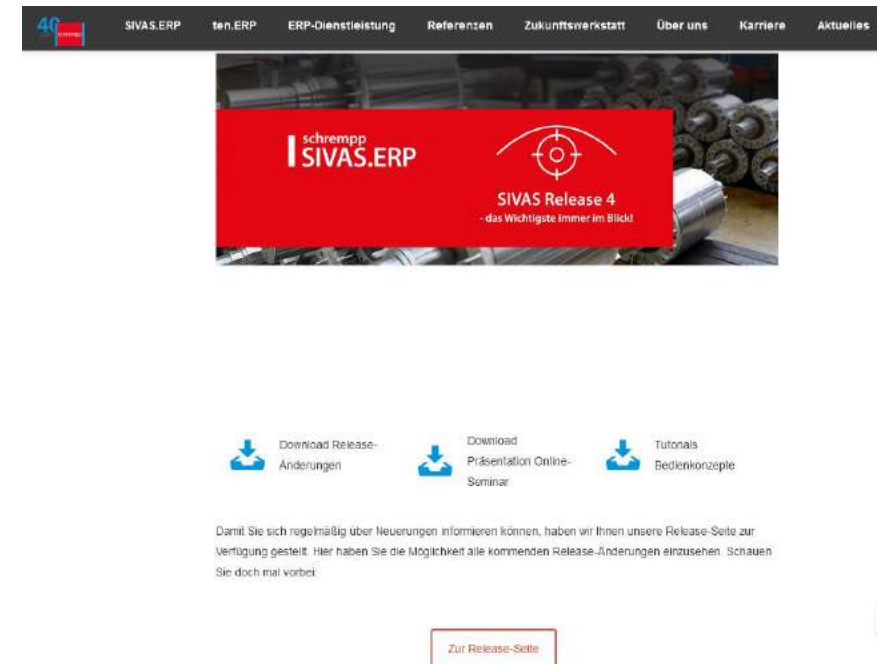 40
schrempp
SIVAS.ERP
ten.ERP
ERP-Dienstleistung
Referenzen
Zukunftswerkstatt
Über uns
Karriere
Aktuelles
schrempp
SIVAS.ERP
SIVAS Release 4
- das Wichtigste immer im Blick!
Download Release-
Änderungen
Download
Präsentation Online-
Seminar
Tutorials
Bedienkonzepte
Damit Sie sich regelmäßig über Neuerungen informieren können, haben wir Ihnen unsere Release-Seite zur
Verfügung gestellt. Hier haben Sie die Möglichkeit alle kommenden Release-Änderungen einzusehen. Schauen
Sie doch mal vorbei:
Zur Release-Seite